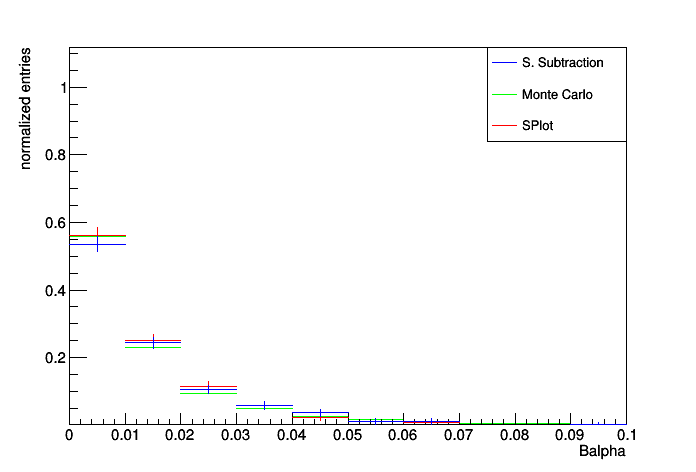 normalized entries
1
0.8
0.6
0.4
0.2
S. Subtraction
Monte Carlo
SPlot
0 0.01 0.02 0.03 0.04 0.05 0.06 0.07 0.08 0.09 0.1
Balpha